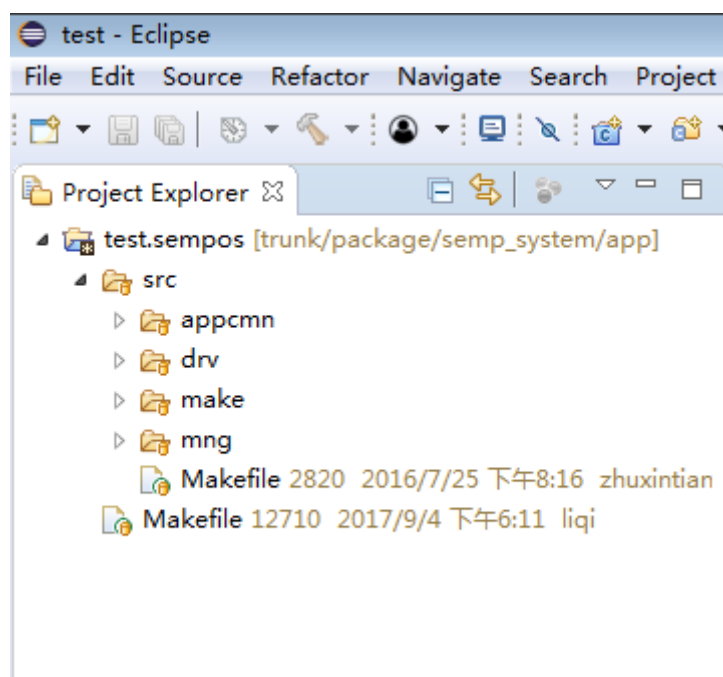 test - Eclipse
File Edit Source Refactor Navigate Search Project
Project Explorer
test.sempos [trunk/package/semp_system/app]
src
appcmn
drv
make
mng
Makefile 2820 2016/7/25 下午8:16 zhuxintian
Makefile 12710 2017/9/4 下午6:11 liqi